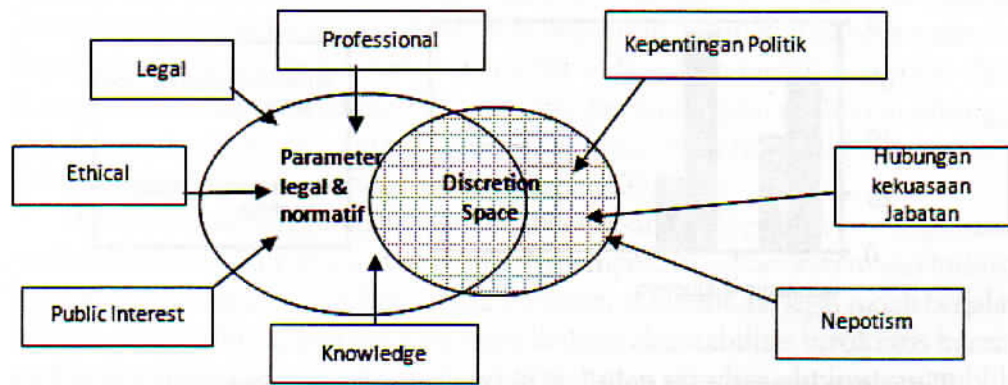 Professional
Kepentingan Politik
Legal
Ethical
Parameter
legal &
normatif
Discretion
Space
Hubungan
kekuasaan
Jabatan
Public Interest
Knowledge
Nepotism